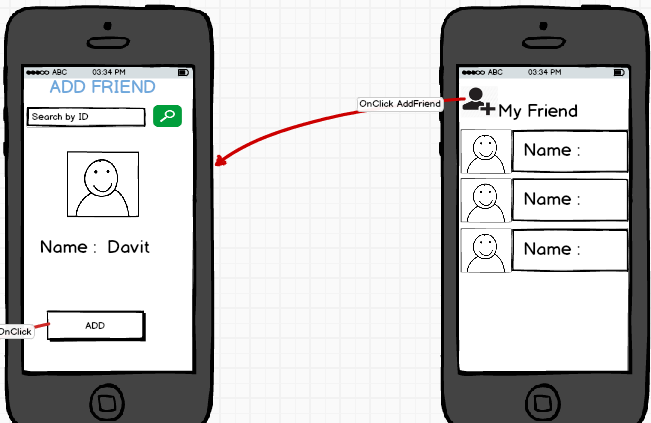 ABC 03:34 PM
ADD FRIEND
Search by ID
Name : Davit
ADD
OnClick
OnClick AddFriend
ABC 03:34 PM
My Friend
Name :
Name :
Name :